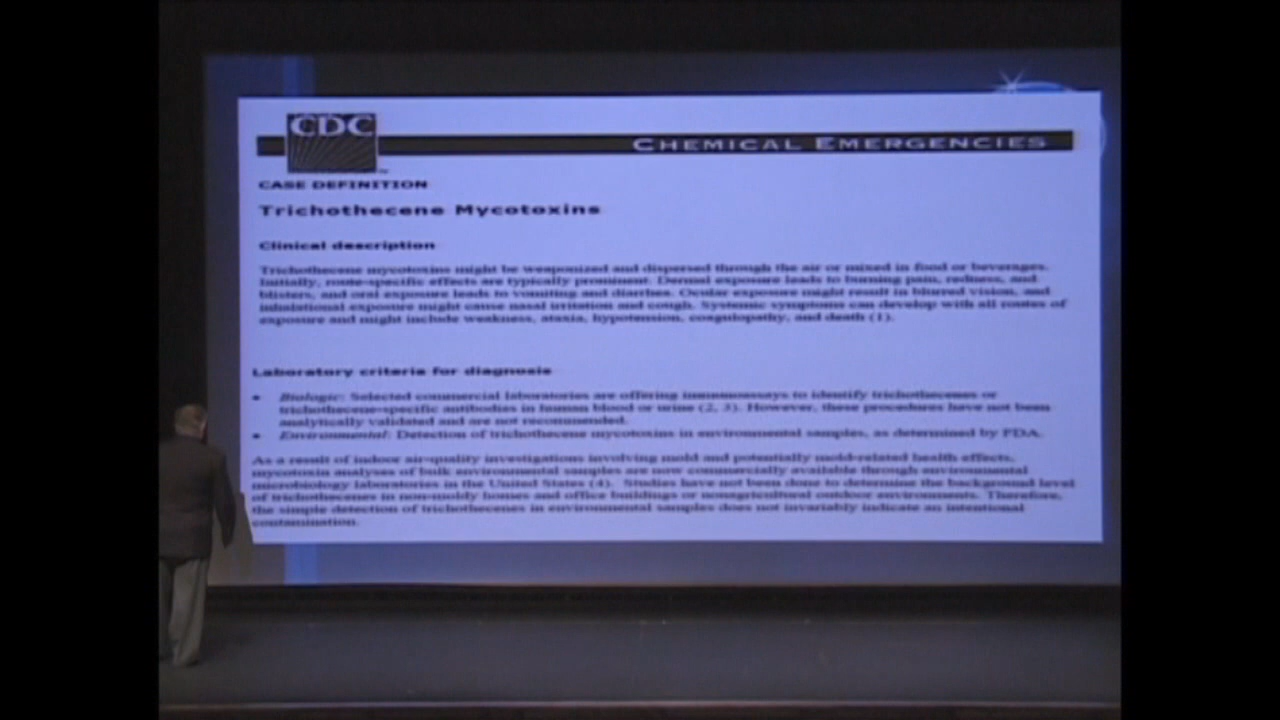 CDC
CHEMICAL EMERGENCIES
CASE DEFINITION
Trichothecene Mycotoxins
Clinical description
Trichothecene mycotoxins might be weaponized and dispersed through the air or mixed in food or beverages.
Initially, route-specific effects are typically prominent. Dermal exposure leads to burning pain, redness, and
blisters, and oral exposure leads to vomiting and diarrhea. Ocular exposure might result in blurred vision, and
inhalational exposure might cause nasal irritation and cough. Systemic symptoms can develop with all routes of
exposure and might include weakness, ataxia, hypotension, coagulopathy, and death (1).
Laboratory criteria for diagnosis
• Biologic: Selected commercial laboratories are offering immunoassays to identify trichothecenes or
trichothecene-specific antibodies in human blood or urine (2, 3). However, these procedures have not been
analytically validated and are not recommended.
• Environmental: Detection of trichothecene mycotoxins in environmental samples, as determined by FDA.
As a result of indoor air-quality investigations involving mold and potentially mold-related health effects,
mycotoxin analyses of bulk environmental samples are now commercially available through environmental
microbiology laboratories in the United States (4). Studies have not been done to determine the background level
of trichothecenes in non-moldy homes and office buildings or nonagricultural outdoor environments. Therefore,
the simple detection of trichothecenes in environmental samples does not invariably indicate an intentional
contamination.